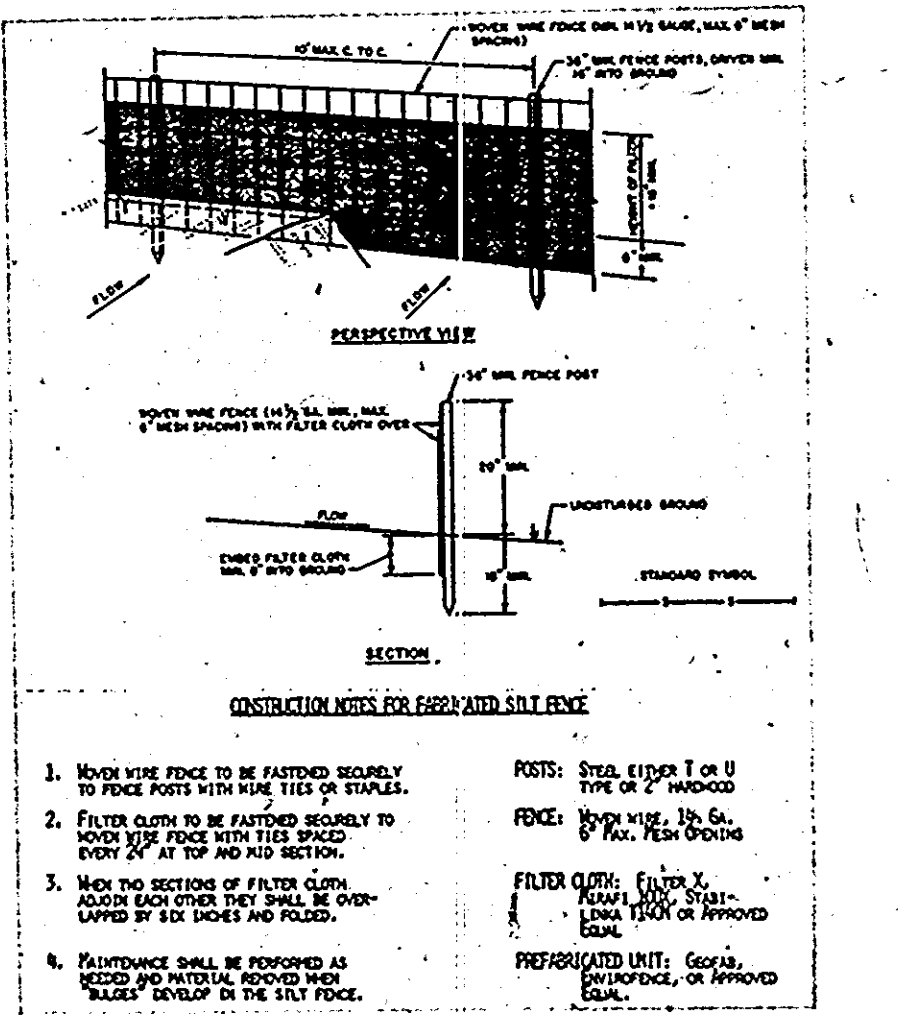 WOVEN WIRE FENCE (MIN. 14 1/2 GAUGE, MAX. 6" MESH
SPACING)
10' MAX. C. TO C.
36" MIN. FENCE POSTS, DRIVEN MIN.
16" INTO GROUND
HEIGHT OF FILTER
6" MIN.
FLOW
FLOW
PERSPECTIVE VIEW
36" MIN. FENCE POST
WOVEN WIRE FENCE (14 1/2 GA. MIN., MAX.
6" MESH SPACING) WITH FILTER CLOTH OVER
20" MIN.
FLOW
UNDISTURBED GROUND
EMBED FILTER CLOTH
MIN. 6" INTO GROUND
16" MIN.
STANDARD SYMBOL
S S
SECTION
CONSTRUCTION NOTES FOR FABRICATED SILT FENCE
1. WOVEN WIRE FENCE TO BE FASTENED SECURELY
TO FENCE POSTS WITH WIRE TIES OR STAPLES.
2. FILTER CLOTH TO BE FASTENED SECURELY TO
WOVEN WIRE FENCE WITH TIES SPACED
EVERY 24" AT TOP AND MID SECTION.
3. WHEN TWO SECTIONS OF FILTER CLOTH
ADJOIN EACH OTHER THEY SHALL BE OVER-
LAPPED BY SIX INCHES AND FOLDED.
4. MAINTENANCE SHALL BE PERFORMED AS
NEEDED AND MATERIAL REMOVED WHEN
"BULGES" DEVELOP IN THE SILT FENCE.
POSTS: STEEL EITHER T OR U
TYPE OR 2" HARDWOOD
FENCE: WOVEN WIRE, 14½ GA.
6" MAX. MESH OPENINGS
FILTER CLOTH: FILTER X,
MIRAFI 100X, STABI-
LINKA T140N OR APPROVED
EQUAL
PREFABRICATED UNIT: GEOFAB,
ENVIROFENCE, OR APPROVED
EQUAL.